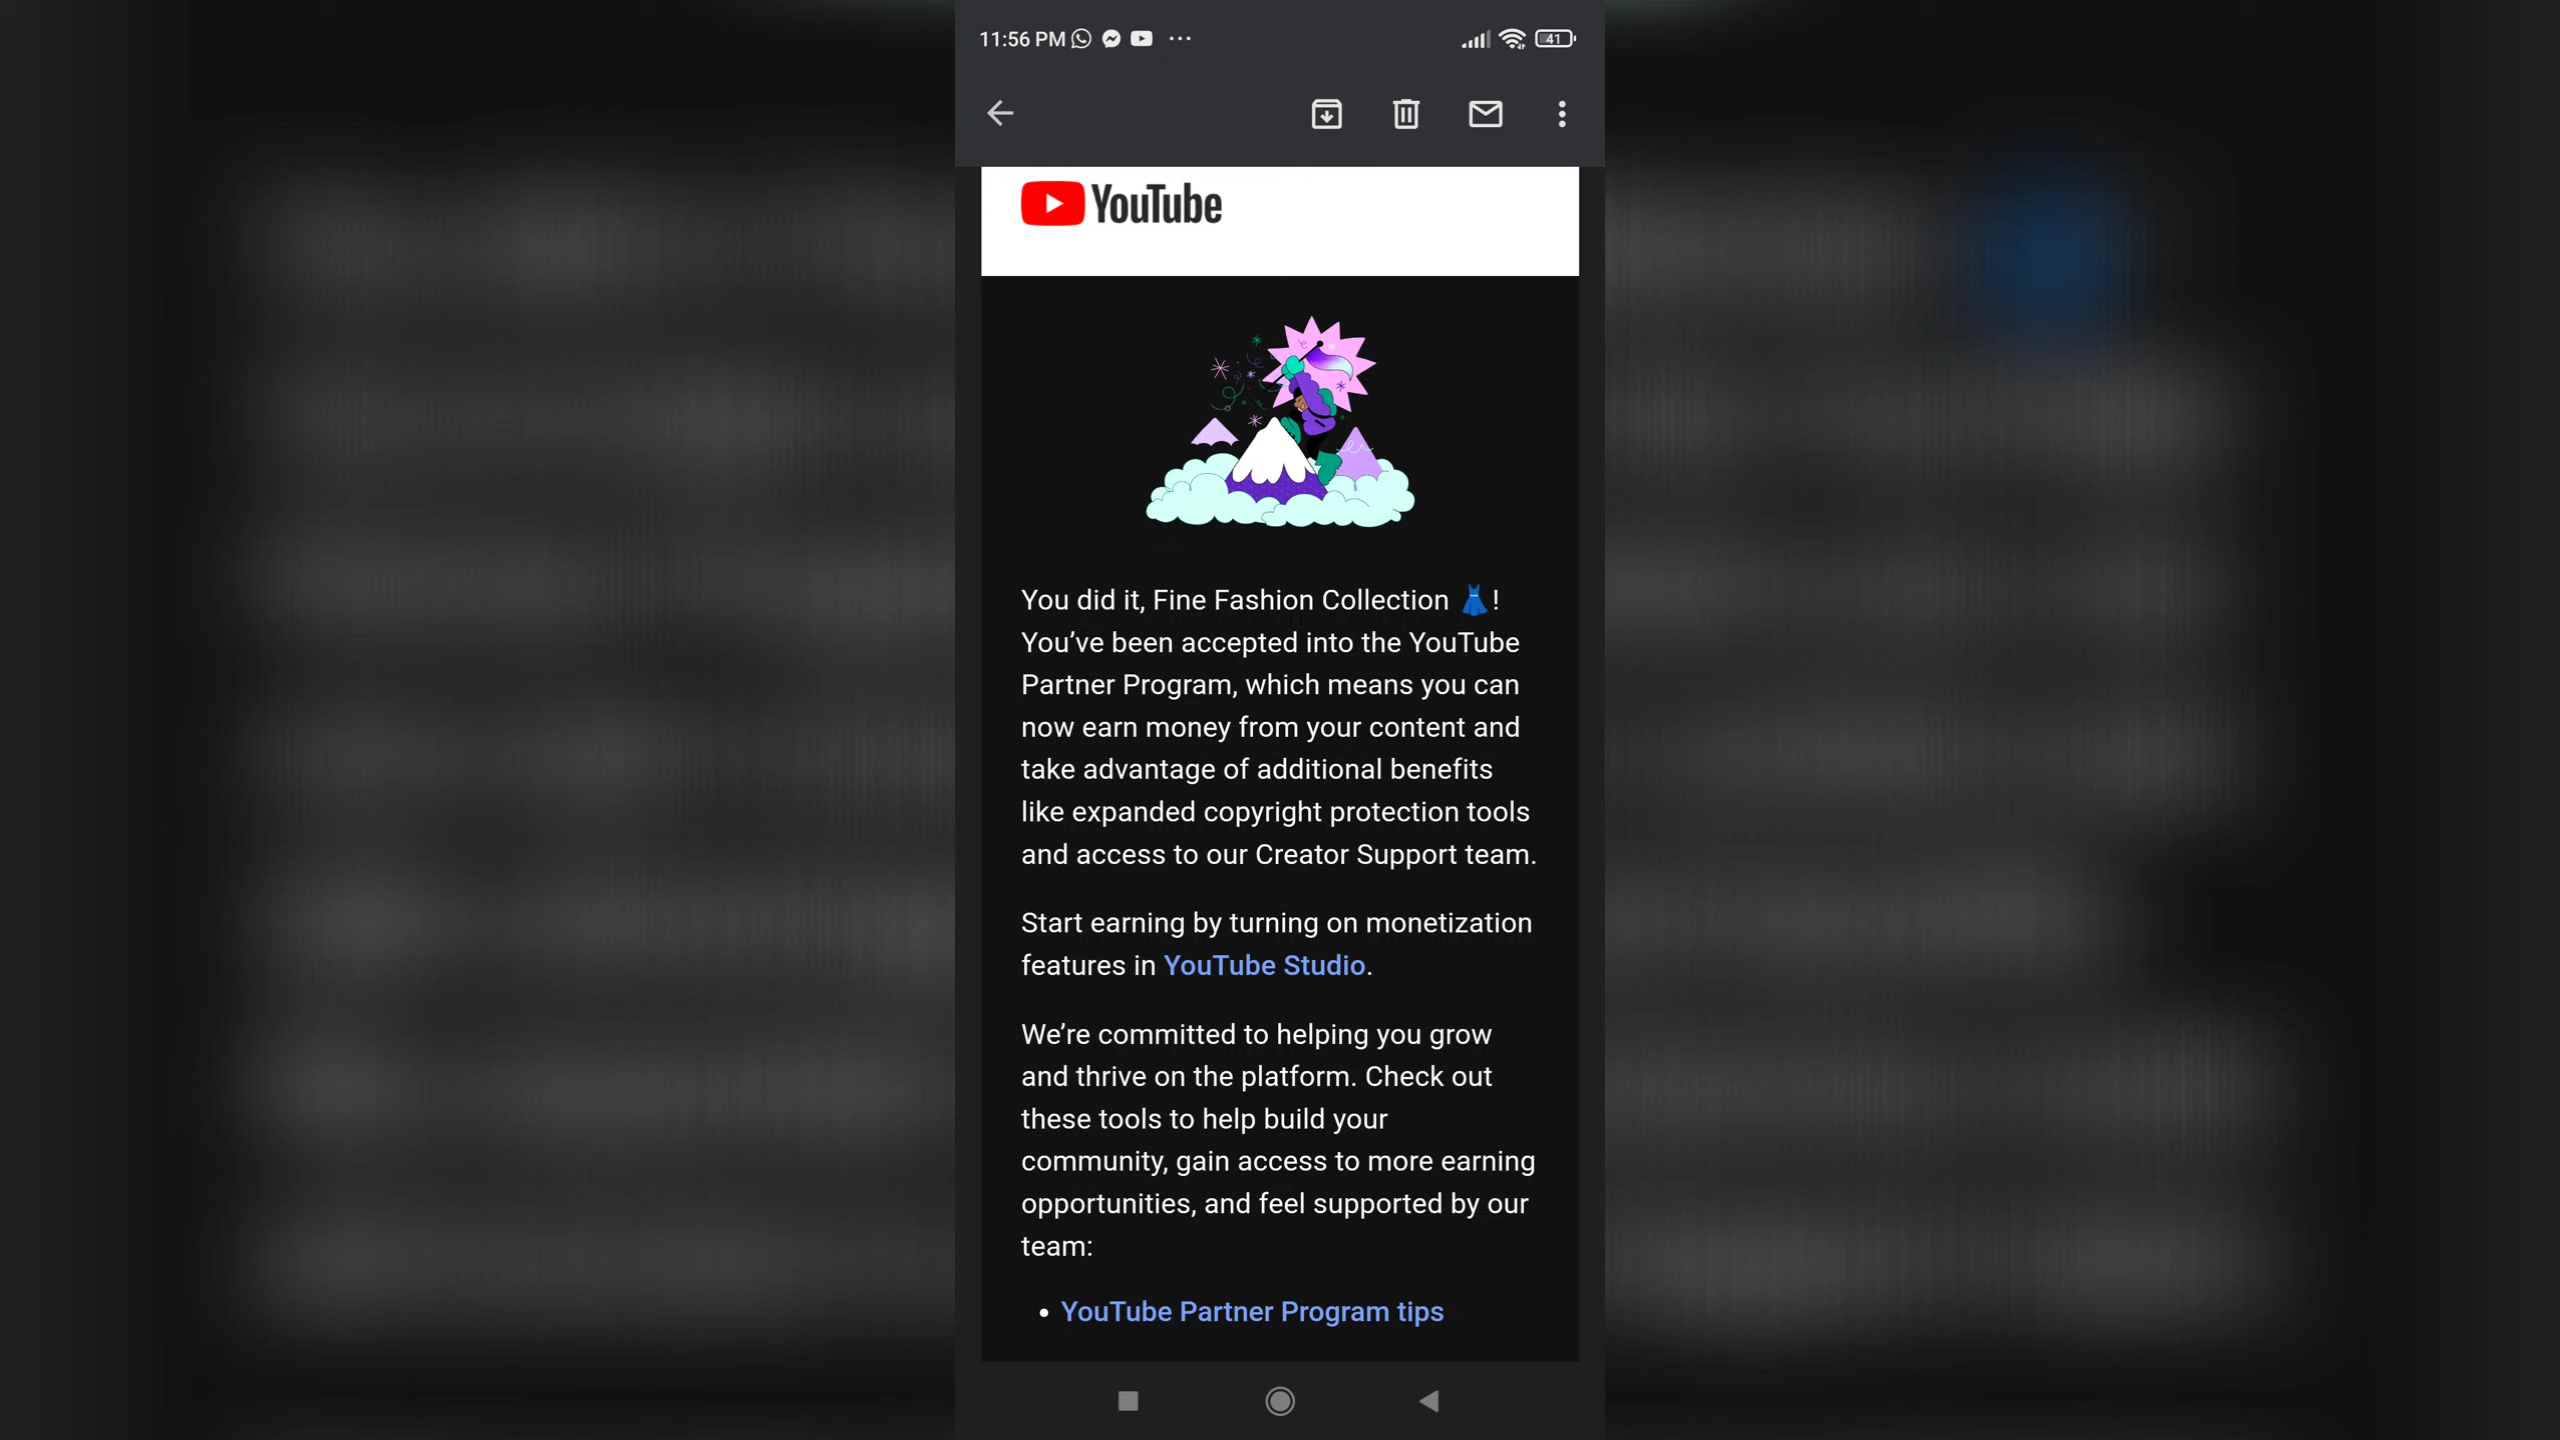 11:56 PM
41
YouTube
You did it, Fine Fashion Collection 👗!
You’ve been accepted into the YouTube
Partner Program, which means you can
now earn money from your content and
take advantage of additional benefits
like expanded copyright protection tools
and access to our Creator Support team.
Start earning by turning on monetization
features in YouTube Studio.
We’re committed to helping you grow
and thrive on the platform. Check out
these tools to help build your
community, gain access to more earning
opportunities, and feel supported by our
team:
• YouTube Partner Program tips